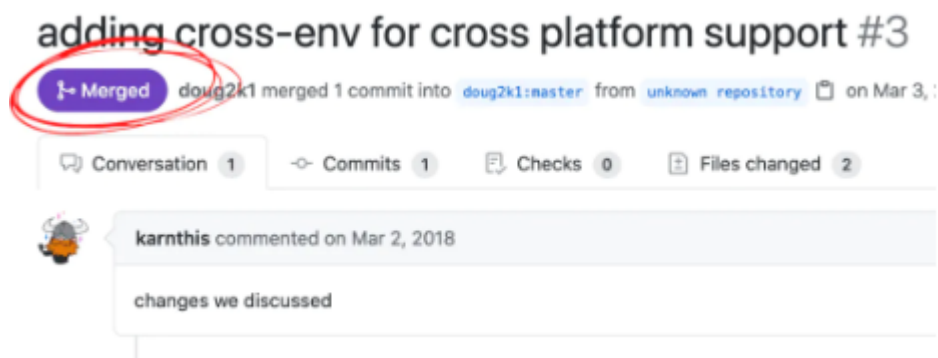 adding cross-env for cross platform support #3
Merged doug2k1 merged 1 commit into doug2k1:master from unknown repository on Mar 3,
Conversation 1 Commits 1 Checks 0 Files changed 2
karnthis commented on Mar 2, 2018
changes we discussed